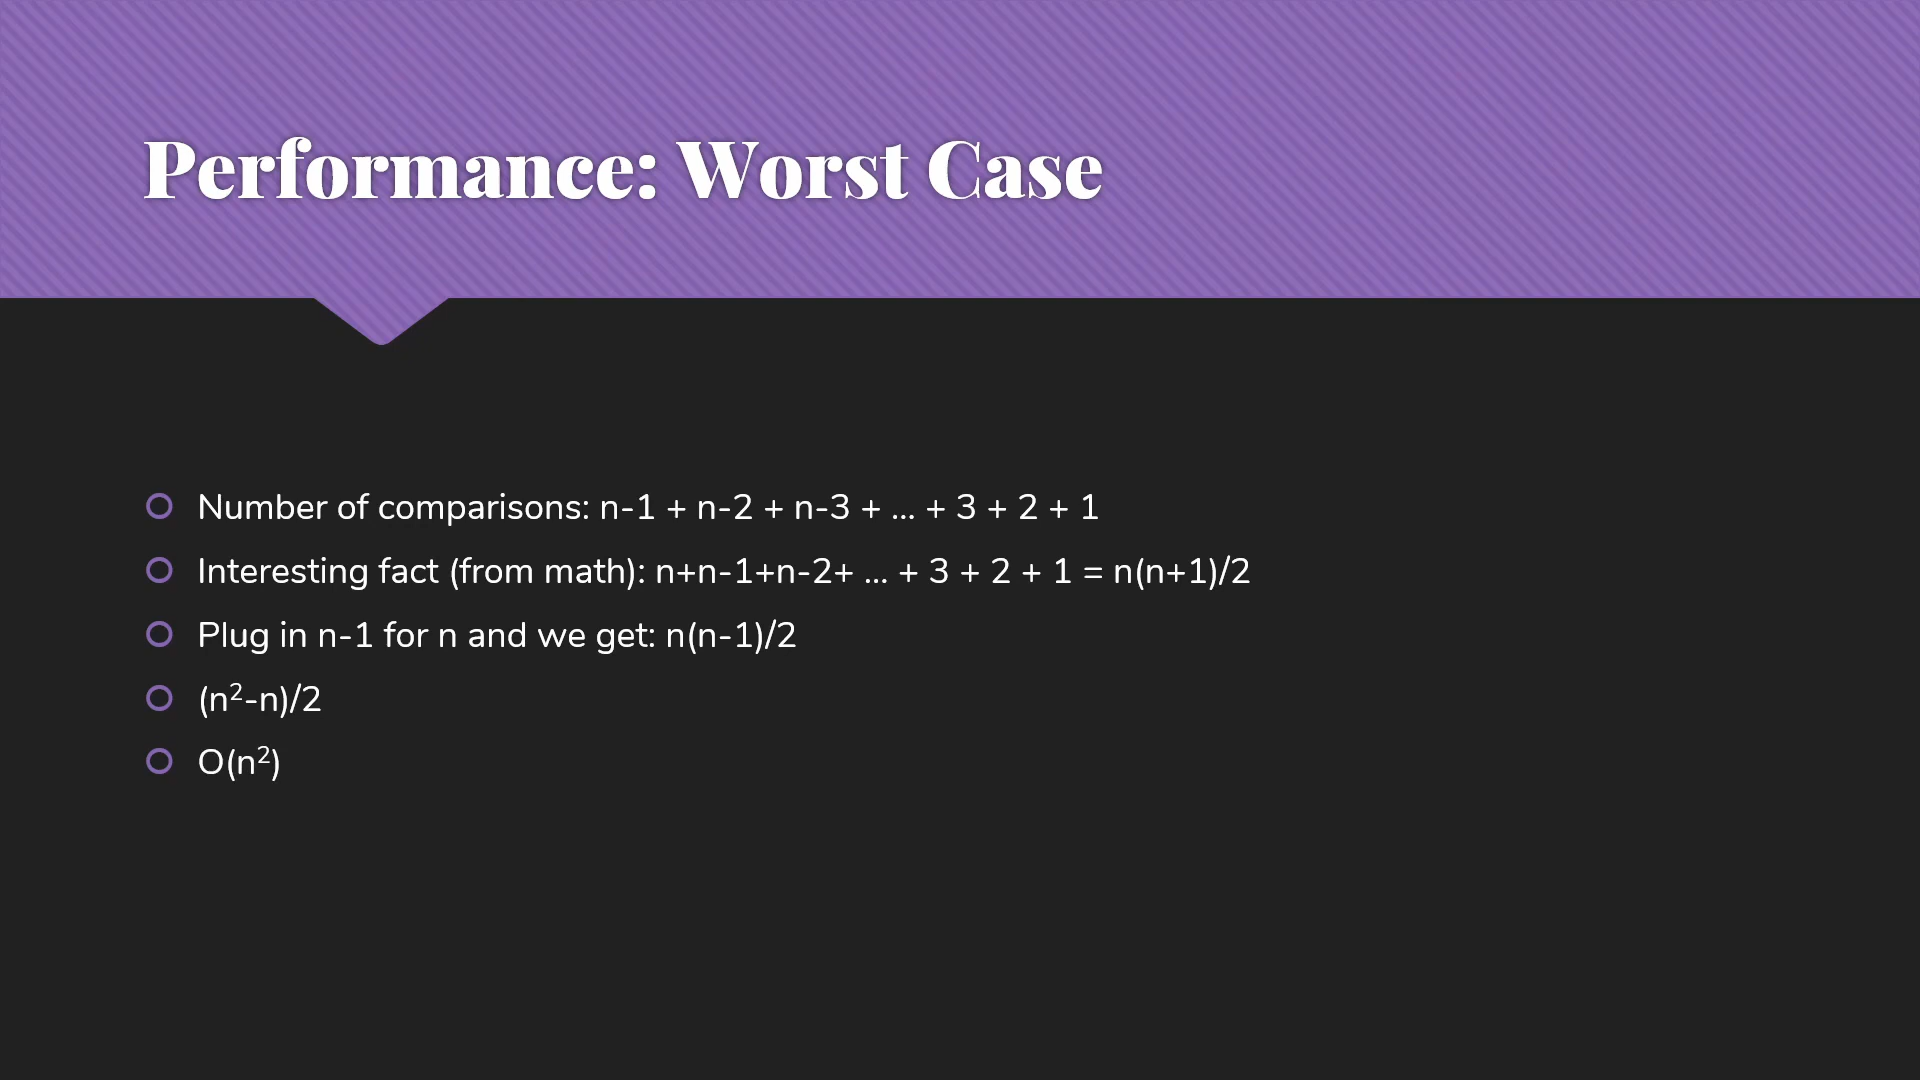 Performance: Worst Case
Number of comparisons: n-1 + n-2 + n-3 + … + 3 + 2 + 1
Interesting fact (from math): n+n-1+n-2+ … + 3 + 2 + 1 = n(n+1)/2
Plug in n-1 for n and we get: n(n-1)/2
(n²-n)/2
O(n²)